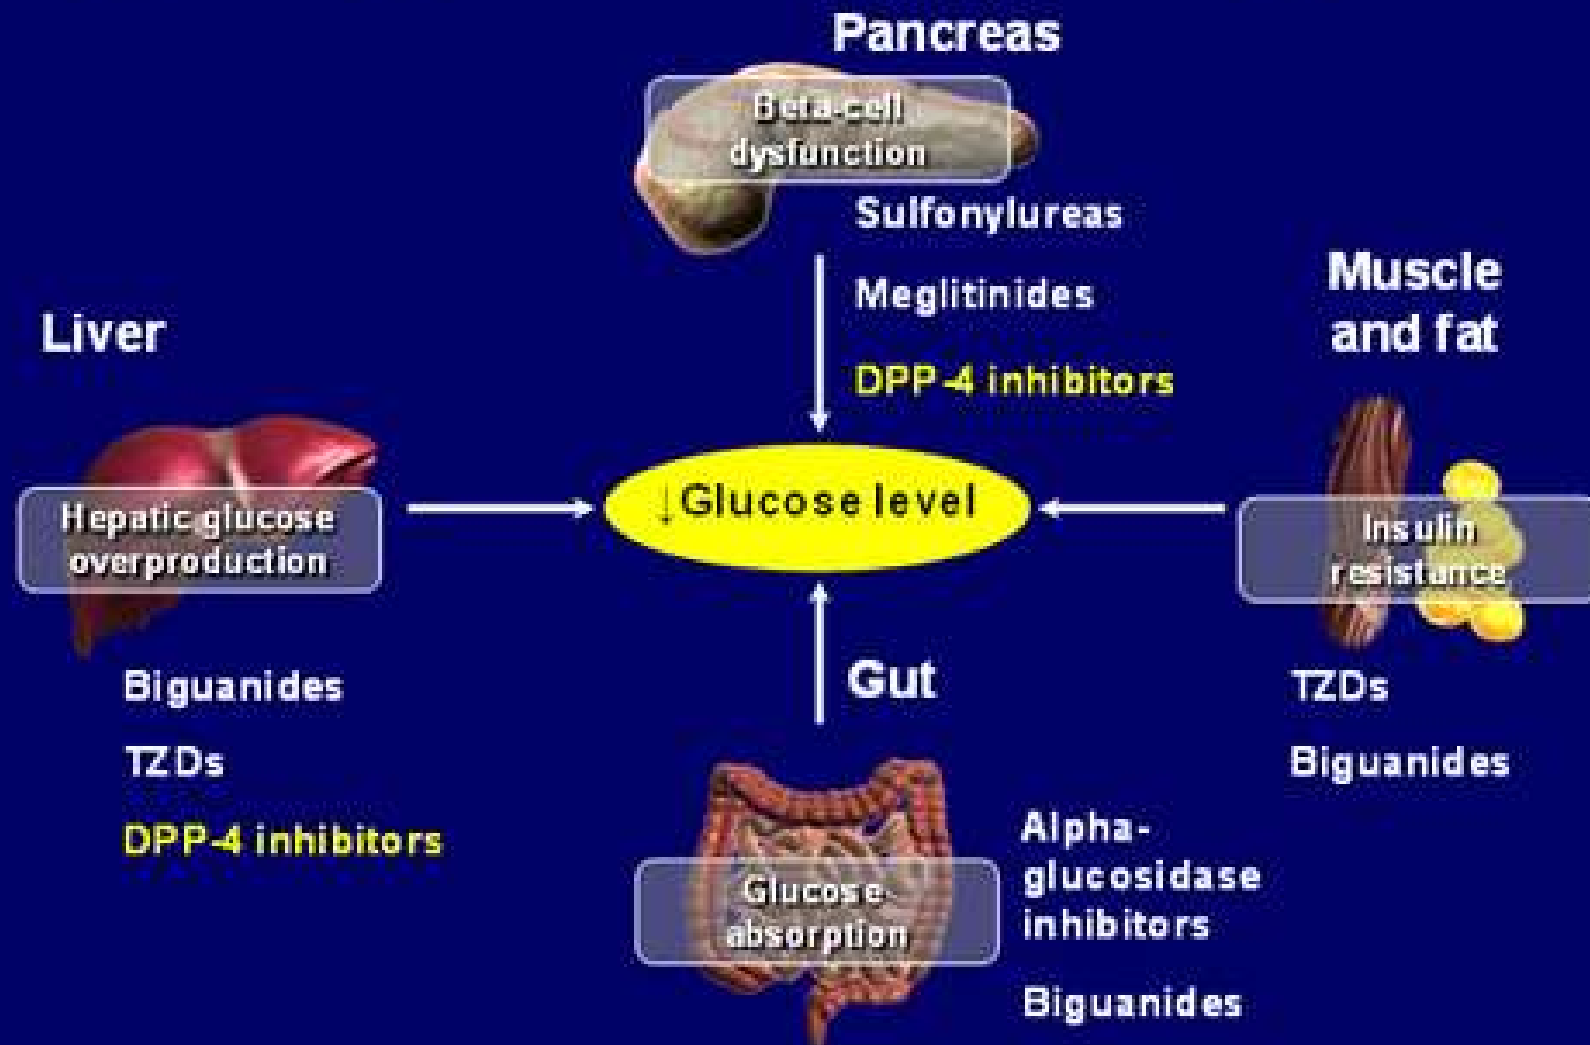 Pancreas
Beta-cell
dysfunction
Sulfonylureas
Meglitinides
DPP-4 inhibitors
Muscle
and fat
Liver
Hepatic glucose
overproduction
↓Glucose level
Insulin
resistance
Biguanides
TZDs
DPP-4 inhibitors
TZDs
Biguanides
Gut
Glucose
absorption
Alpha-
glucosidase
inhibitors
Biguanides